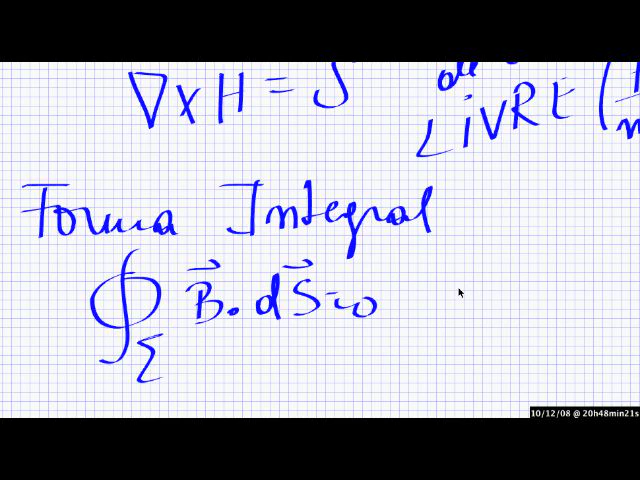 ∇×H = J
LiVRE
Forma Integral
∮_Σ B⃗ . dS⃗ = 0
10/12/08 @ 20h48min21s